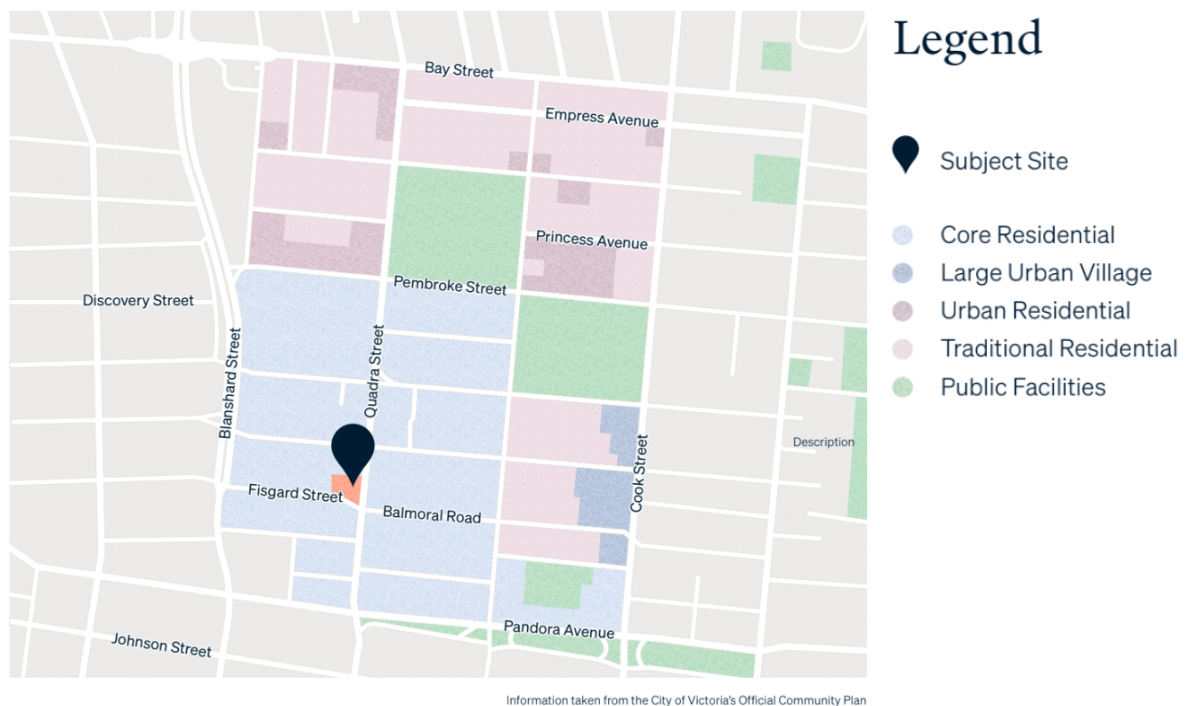 Legend
Subject Site
Core Residential
Large Urban Village
Urban Residential
Traditional Residential
Public Facilities
Bay Street
Empress Avenue
Princess Avenue
Pembroke Street
Discovery Street
Blanshard Street
Quadra Street
Cook Street
Description
Fisgard Street
Balmoral Road
Pandora Avenue
Johnson Street
Information taken from the City of Victoria's Official Community Plan